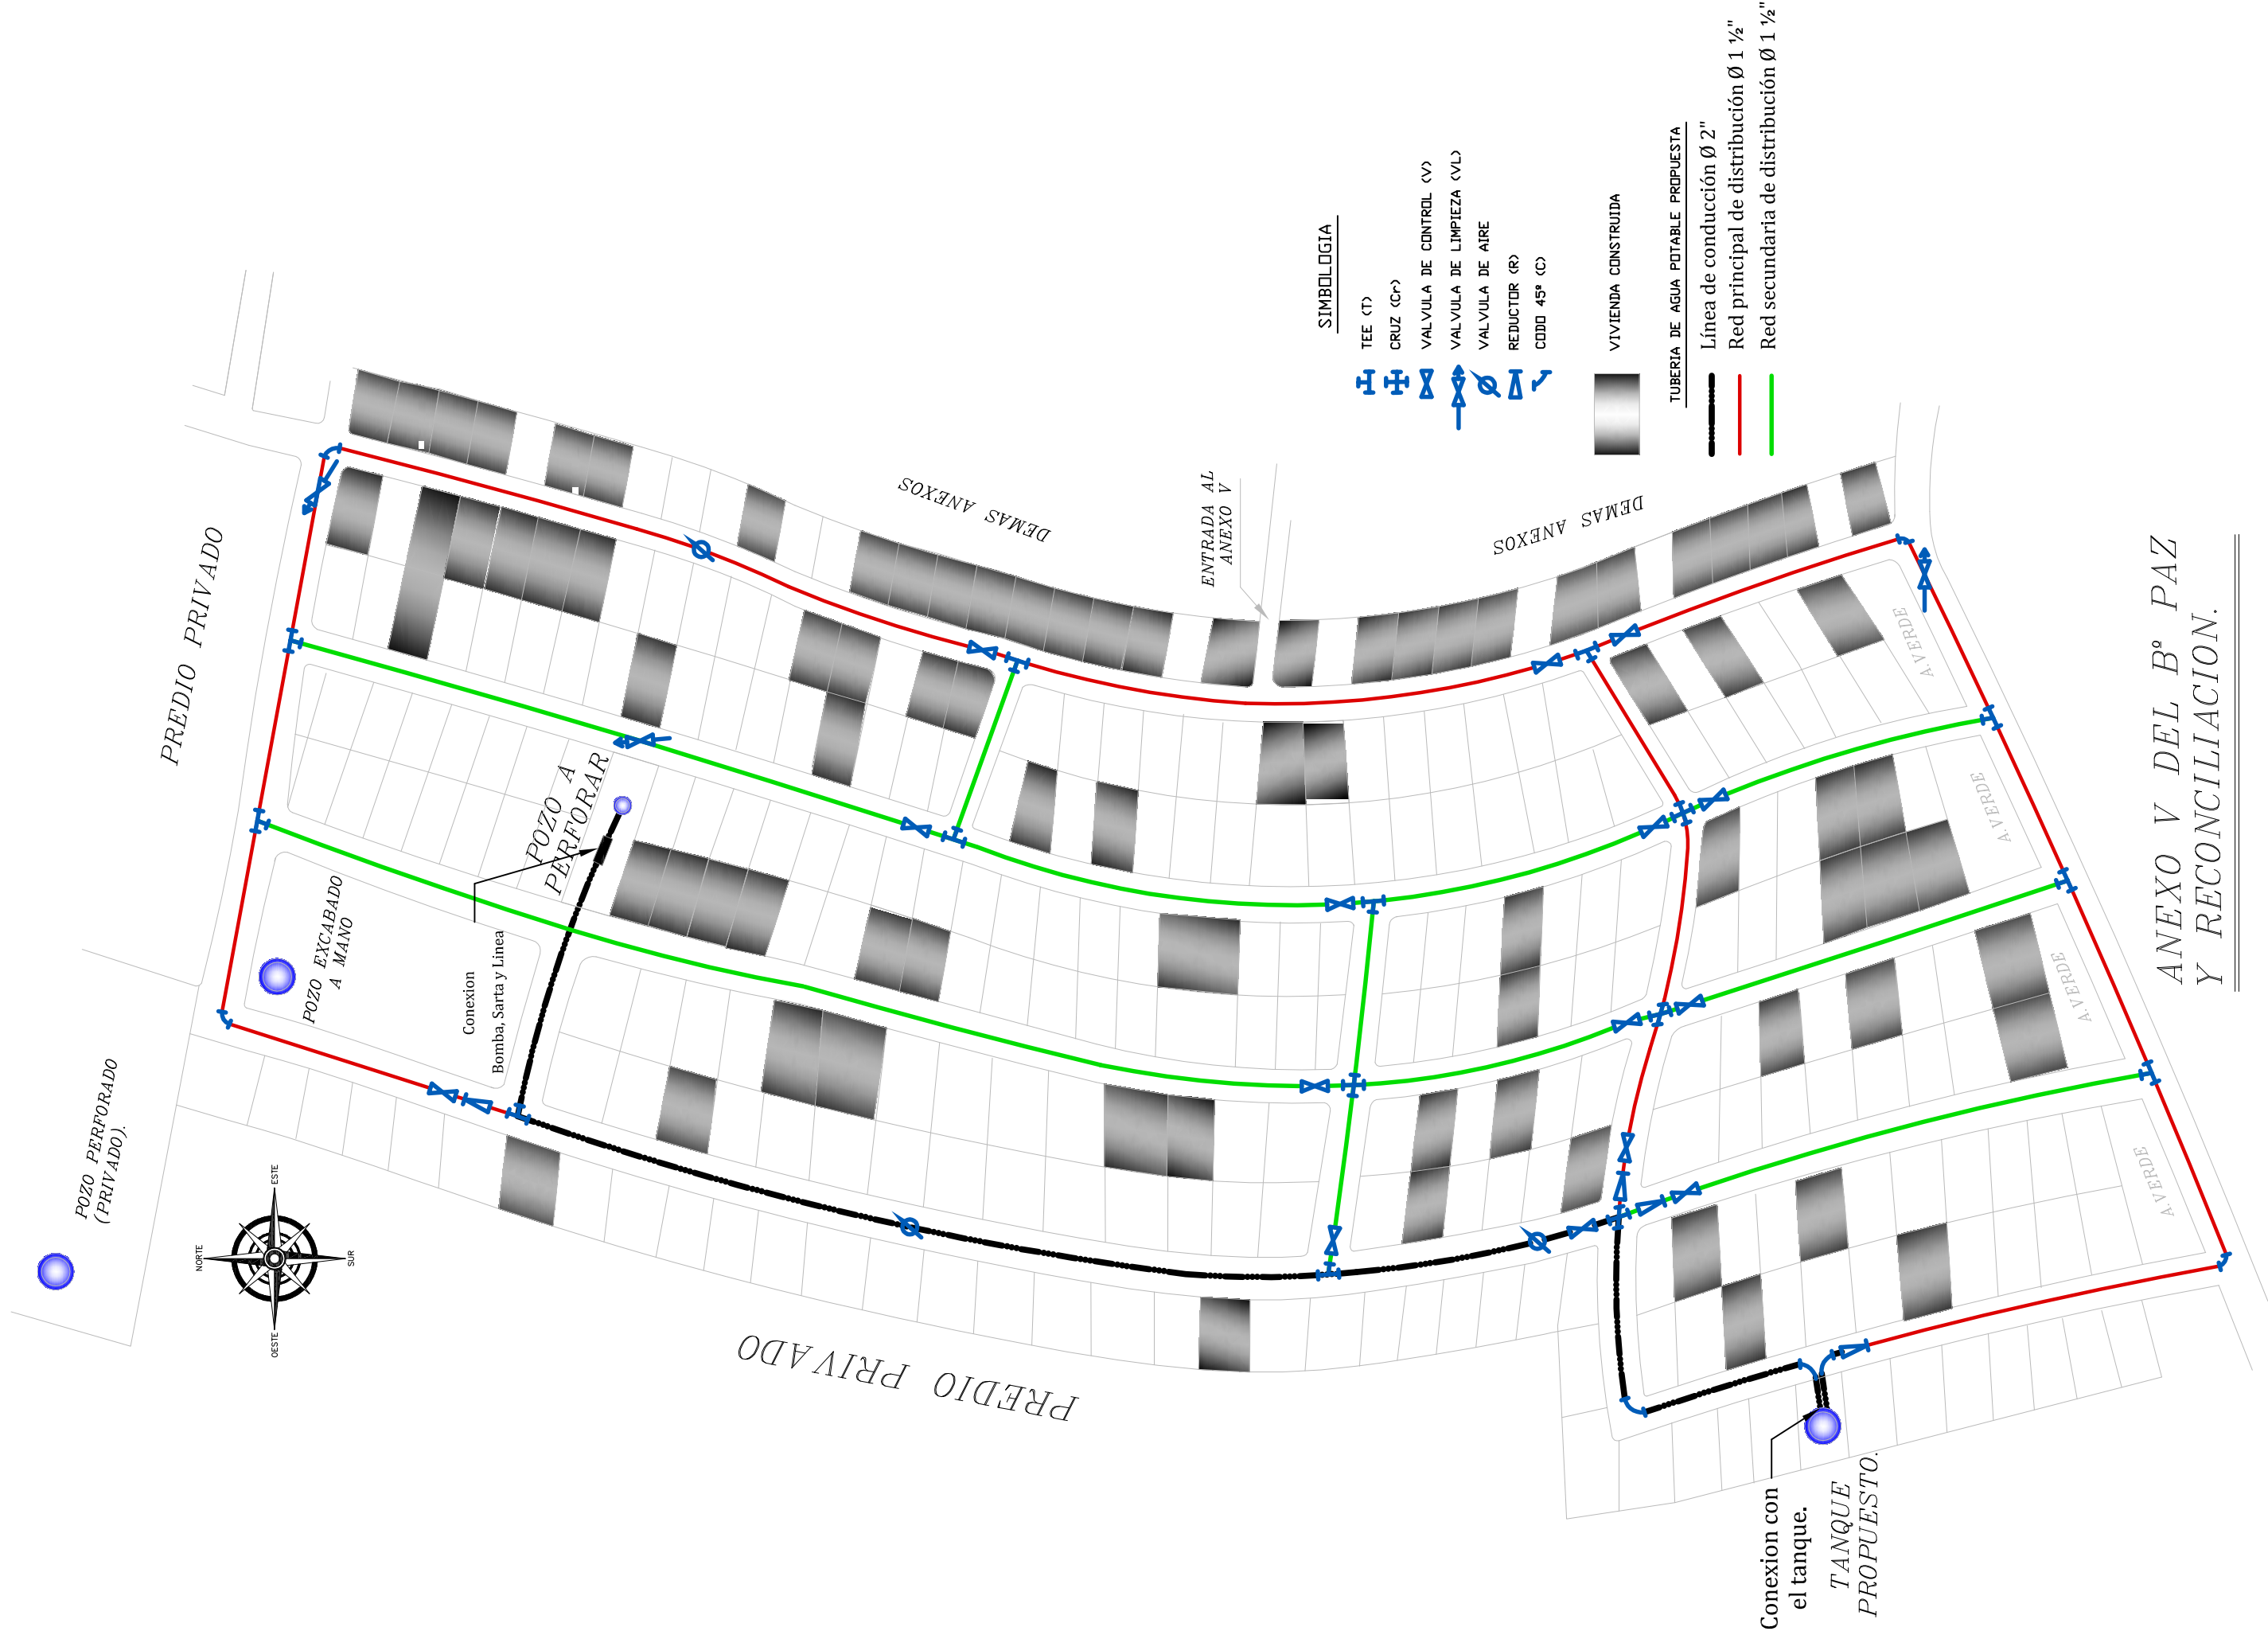 PREDIO PRIVADO
POZO PERFORADO
(PRIVADO).
POZO EXCABADO
A MANO
Conexion
Bomba, Sarta y Linea
POZO A
PERFORAR
NORTE
ESTE
SUR
OESTE
DEMAS ANEXOS
ENTRADA AL
ANEXO V
DEMAS ANEXOS
PREDIO PRIVADO
SIMBOLOGIA
TEE (T)
CRUZ (Cr)
VALVULA DE CONTROL (V)
VALVULA DE LIMPIEZA (VL)
VALVULA DE AIRE
REDUCTOR (R)
CODO 45º (C)
VIVIENDA CONSTRUIDA
TUBERIA DE AGUA POTABLE PROPUESTA
Línea de conducción Ø 2"
Red principal de distribución Ø 1 ½"
Red secundaria de distribución Ø 1 ½"
A.VERDE
A.VERDE
A.VERDE
A.VERDE
Conexion con
el tanque.
TANQUE
PROPUESTO.
ANEXO V DEL Bº PAZ
Y RECONCILIACION.